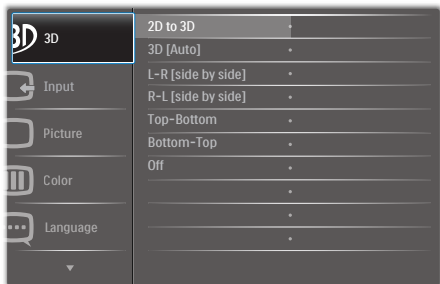 3D
3D
Input
Picture
Color
Language
2D to 3D
3D [Auto]
L-R [side by side]
R-L [side by side]
Top-Bottom
Bottom-Top
Off